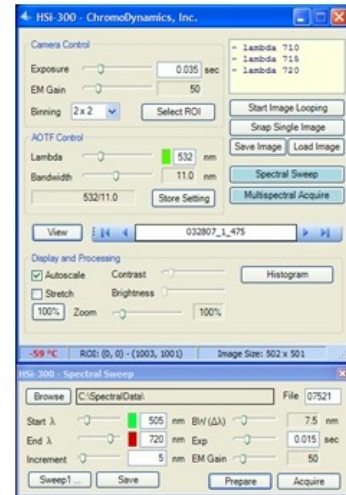 HSi-300 - ChromoDynamics, Inc.
Camera Control
Exposure 0.035 sec
EM Gain 50
Binning 2 x 2 Select ROI
- lambda 710
- lambda 715
- lambda 720
Start Image Looping
Snap Single Image
Save Image Load Image
AOTF Control
Lambda 532 nm
Bandwidth 11.0 nm
532/11.0 Store Setting
Spectral Sweep
Multispectral Acquire
View 032807_1_475
Display and Processing
Autoscale Contrast Histogram
Stretch Brightness
100% Zoom 100%
-59 °C ROI: (0, 0) - (1003, 1001) Image Size: 502 x 501
HSi-300 - Spectral Sweep
Browse C:\SpectralData\ File 07521
Start λ 505 nm BW (Δλ) 7.5 nm
End λ 720 nm Exp 0.015 sec
Increment 5 nm EM Gain 50
Sweep1 ... Save Prepare Acquire